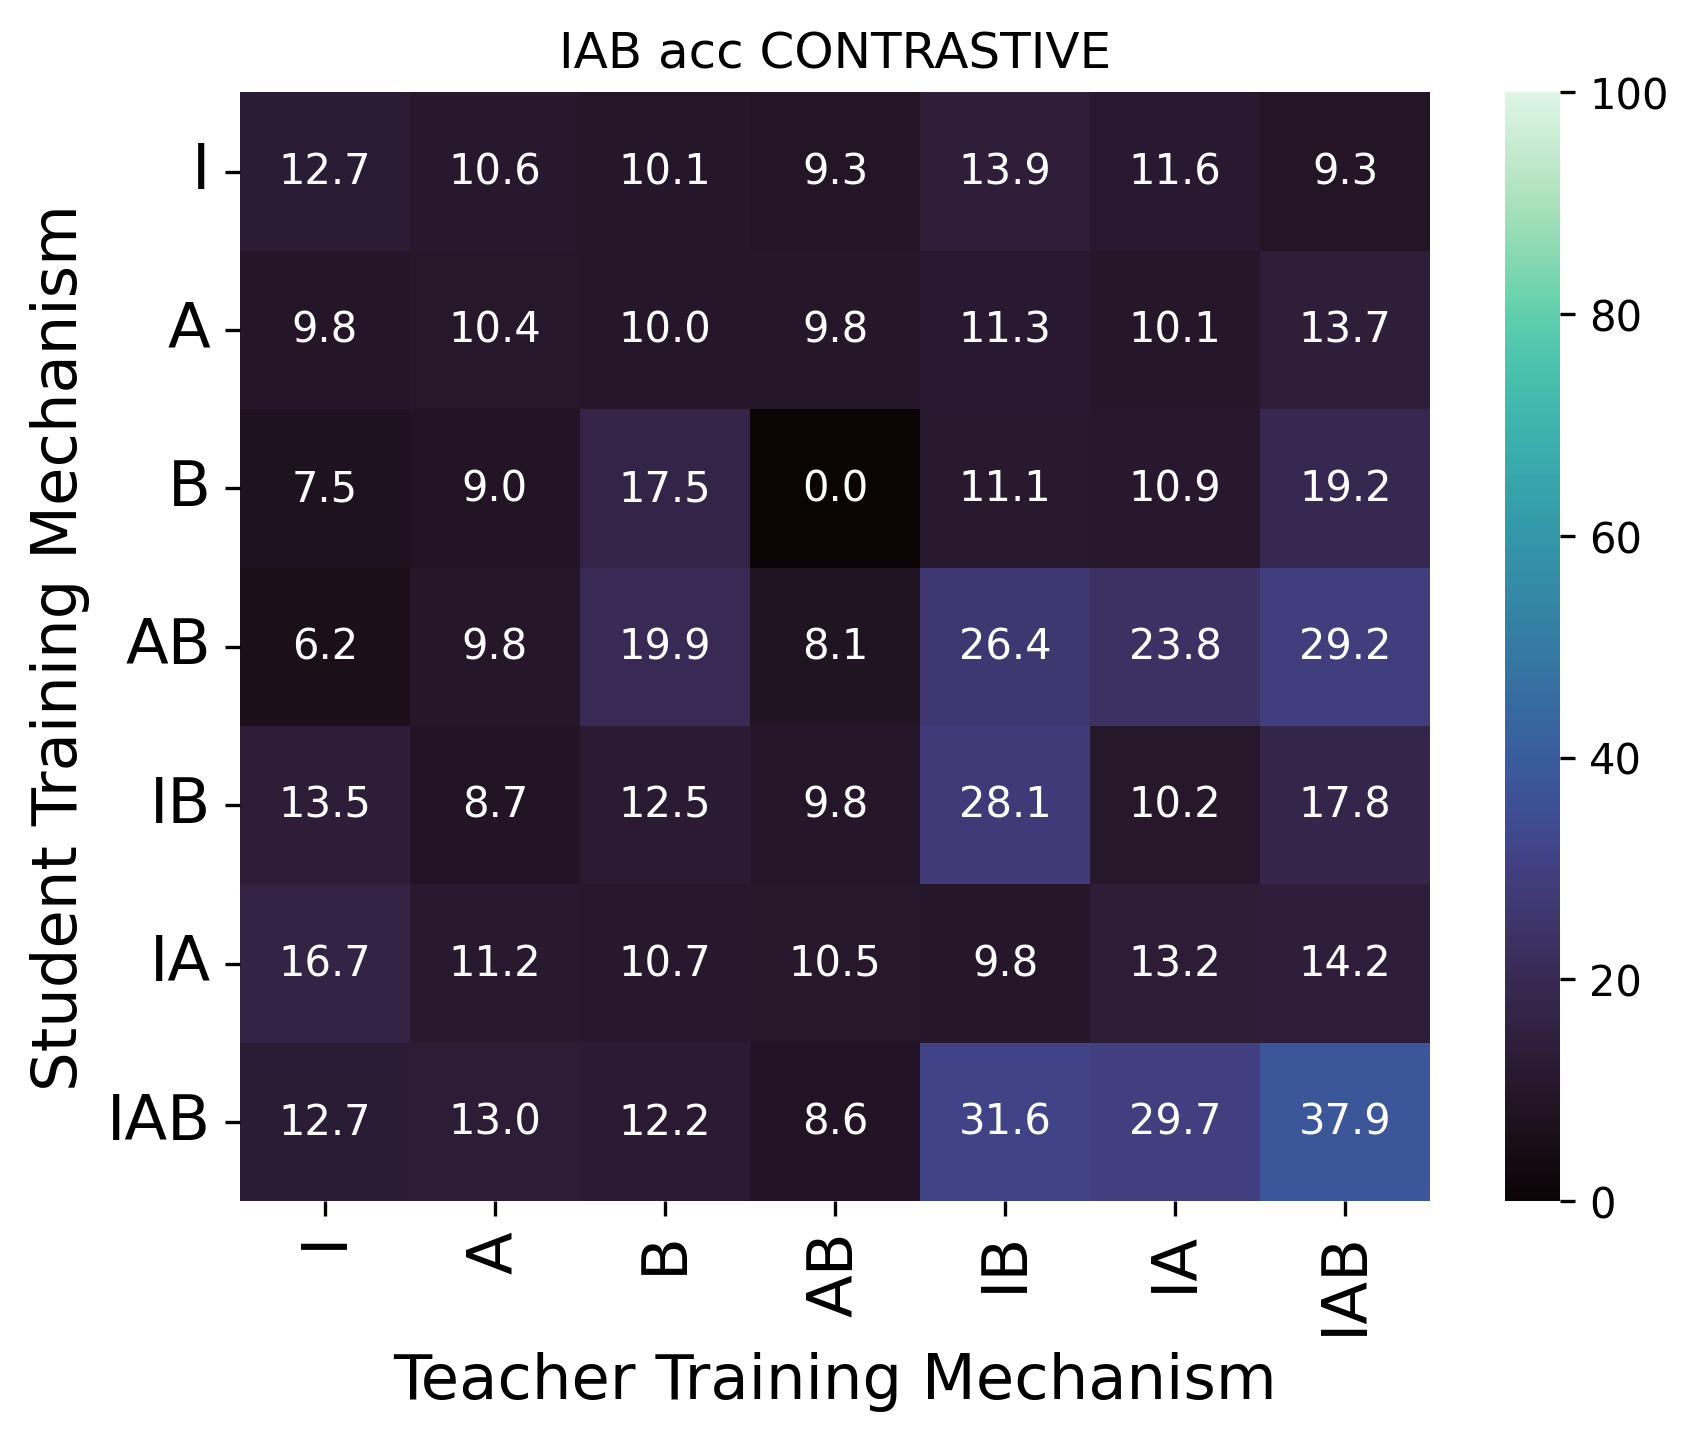 IAB acc CONTRASTIVE
Student Training Mechanism
I 12.7 10.6 10.1 9.3 13.9 11.6 9.3
A 9.8 10.4 10.0 9.8 11.3 10.1 13.7
B 7.5 9.0 17.5 0.0 11.1 10.9 19.2
AB 6.2 9.8 19.9 8.1 26.4 23.8 29.2
IB 13.5 8.7 12.5 9.8 28.1 10.2 17.8
IA 16.7 11.2 10.7 10.5 9.8 13.2 14.2
IAB 12.7 13.0 12.2 8.6 31.6 29.7 37.9
I A B AB IB IA IAB
Teacher Training Mechanism
100
80
60
40
20
0